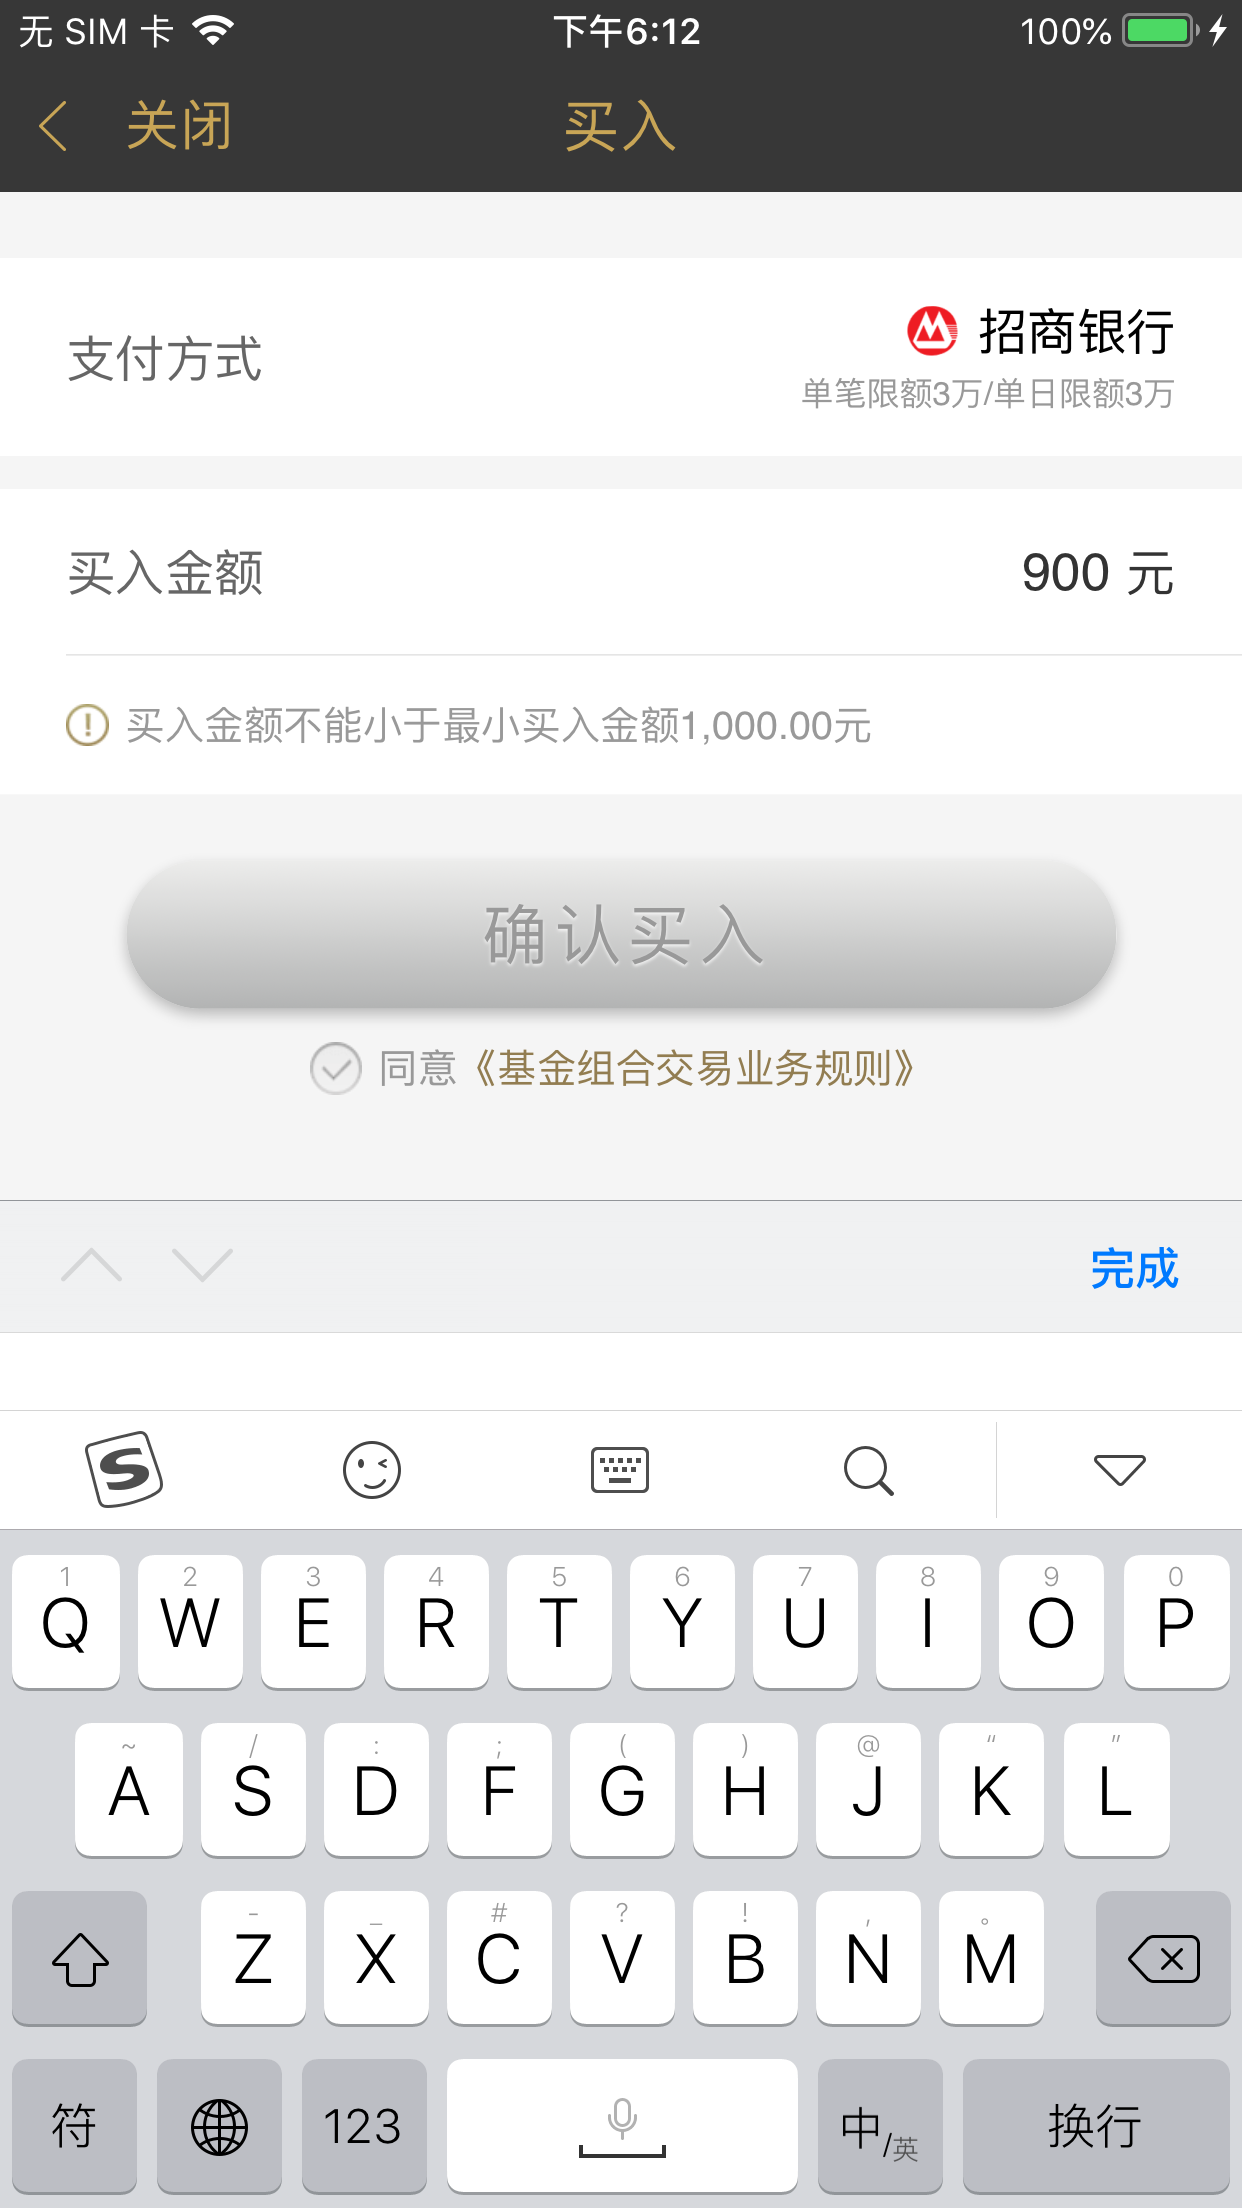 无 SIM 卡 下午6:12 100%
关闭 买入
支付方式 招商银行
单笔限额3万/单日限额3万
买入金额 900 元
买入金额不能小于最小买入金额1,000.00元
确认买入
同意《基金组合交易业务规则》
完成
S
1 2 3 4 5 6 7 8 9 0
Q W E R T Y U I O P
~ / : ; ( ) @ “ ”
A S D F G H J K L
- _ # ? ! , 。
Z X C V B N M
符 123 中/英 换行